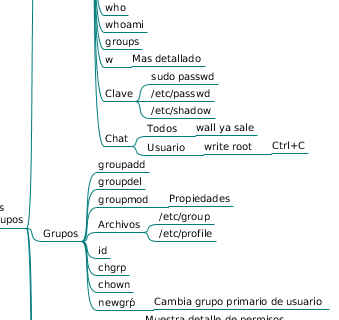 who
whoami
groups
w Mas detallado
sudo passwd
Clave /etc/passwd
/etc/shadow
Todos wall ya sale
Chat
Usuario write root Ctrl+C
groupadd
groupdel
groupmod Propiedades
/etc/group
Archivos
/etc/profile
Grupos
id
chgrp
chown
newgrp Cambia grupo primario de usuario
Muestra detalle de permisos